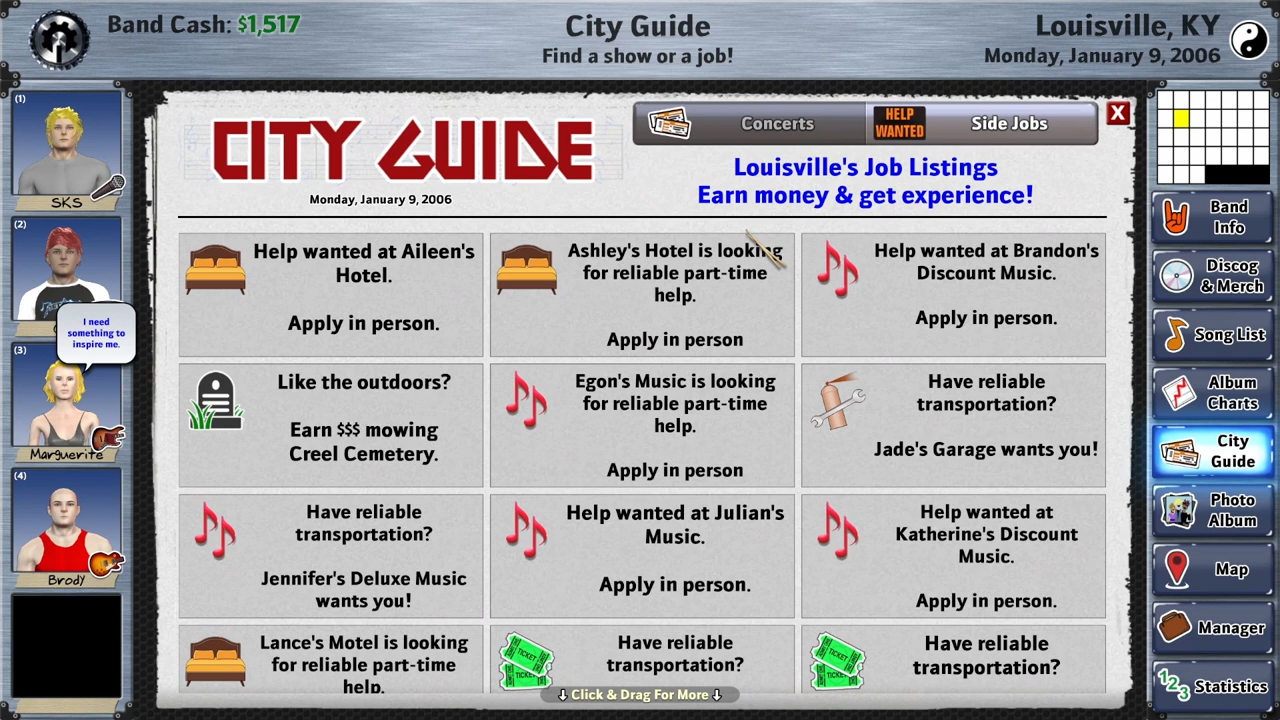 Band Cash: $1,517
City Guide
Find a show or a job!
Louisville, KY
Monday, January 9, 2006
(1)
SKS
(2)
I need
something to
inspire me.
(3)
Marguerite
(4)
Brody
CITY GUIDE
Monday, January 9, 2006
Concerts
HELP
WANTED
Side Jobs
X
Louisville's Job Listings
Earn money & get experience!
Help wanted at Aileen's
Hotel.
Apply in person.
Ashley's Hotel is looking
for reliable part-time
help.
Apply in person
Help wanted at Brandon's
Discount Music.
Apply in person.
Like the outdoors?
Earn $$$ mowing
Creel Cemetery.
Egon's Music is looking
for reliable part-time
help.
Apply in person
Have reliable
transportation?
Jade's Garage wants you!
Have reliable
transportation?
Jennifer's Deluxe Music
wants you!
Help wanted at Julian's
Music.
Apply in person.
Help wanted at
Katherine's Discount
Music.
Apply in person.
Lance's Motel is looking
for reliable part-time
help.
TICKET
TICKET
Have reliable
transportation?
TICKET
TICKET
Have reliable
transportation?
Click & Drag For More
Band
Info
Discog
& Merch
Song List
Album
Charts
City
Guide
Photo
Album
Map
Manager
123
Statistics